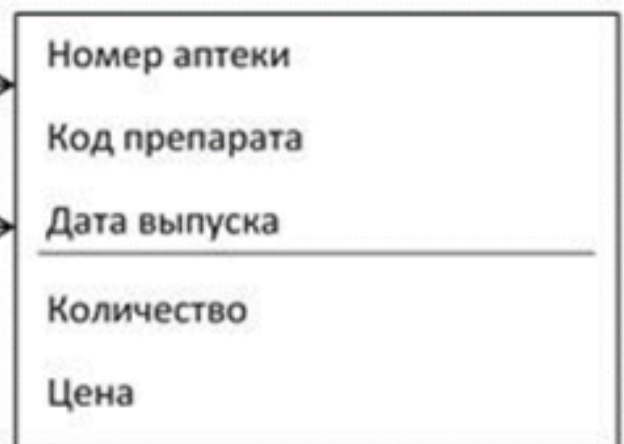 Номер аптеки
Код препарата
Дата выпуска
Количество
Цена